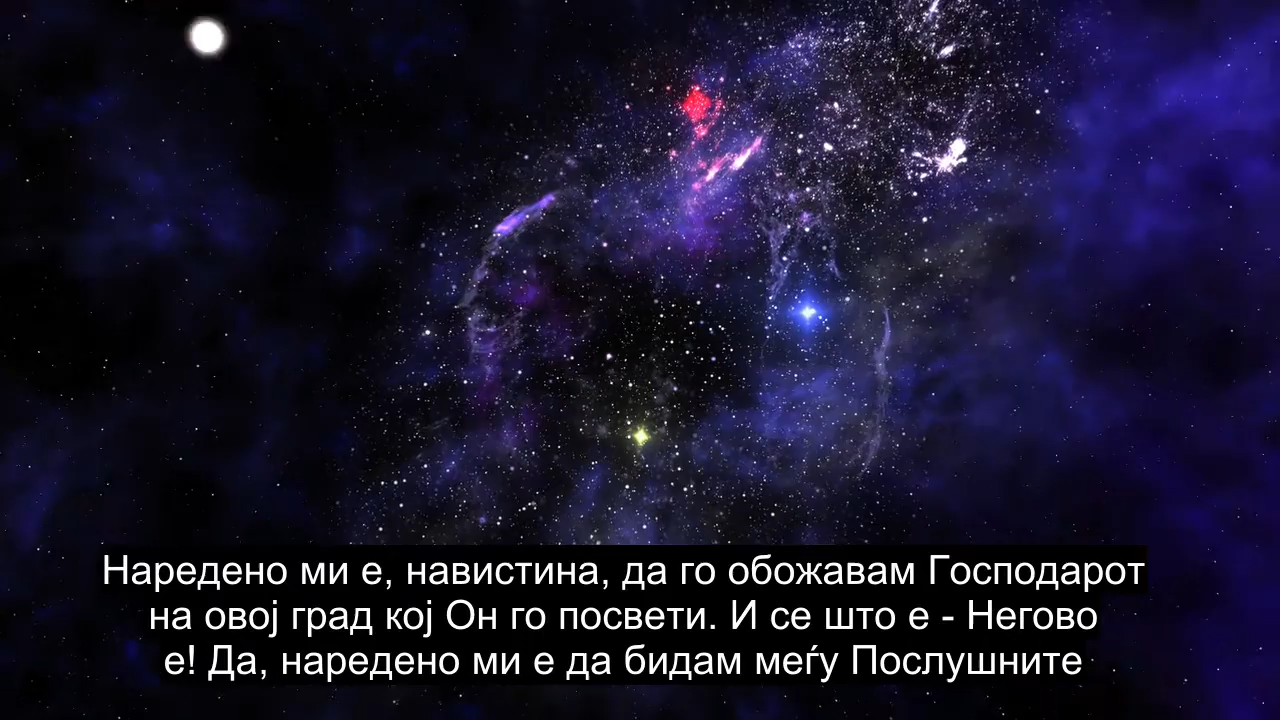 Наредено ми е, навистина, да го обожавам Господарот
на овој град кој Он го посвети. И се што е - Негово
е! Да, наредено ми е да бидам меѓу Послушните